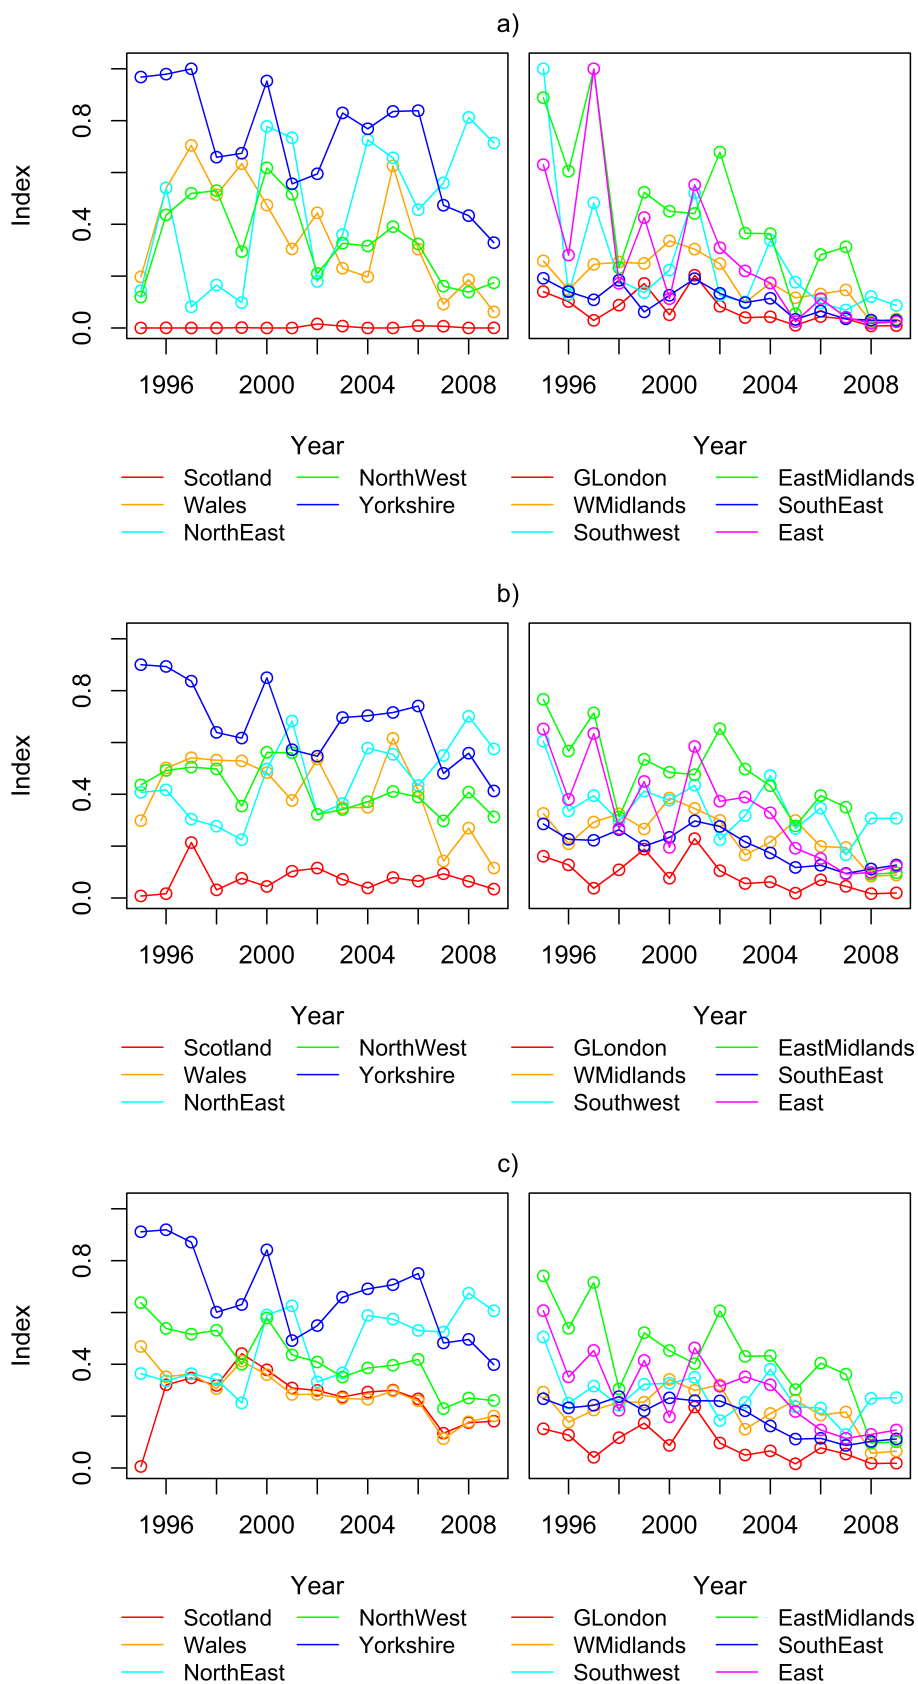 a)
Index
0.0 0.4 0.8
1996 2000 2004 2008 1996 2000 2004 2008
Year Year
Scotland NorthWest GLondon EastMidlands
Wales Yorkshire WMidlands SouthEast
NorthEast Southwest East
b)
Index
0.0 0.4 0.8
1996 2000 2004 2008 1996 2000 2004 2008
Year Year
Scotland NorthWest GLondon EastMidlands
Wales Yorkshire WMidlands SouthEast
NorthEast Southwest East
c)
Index
0.0 0.4 0.8
1996 2000 2004 2008 1996 2000 2004 2008
Year Year
Scotland NorthWest GLondon EastMidlands
Wales Yorkshire WMidlands SouthEast
NorthEast Southwest East